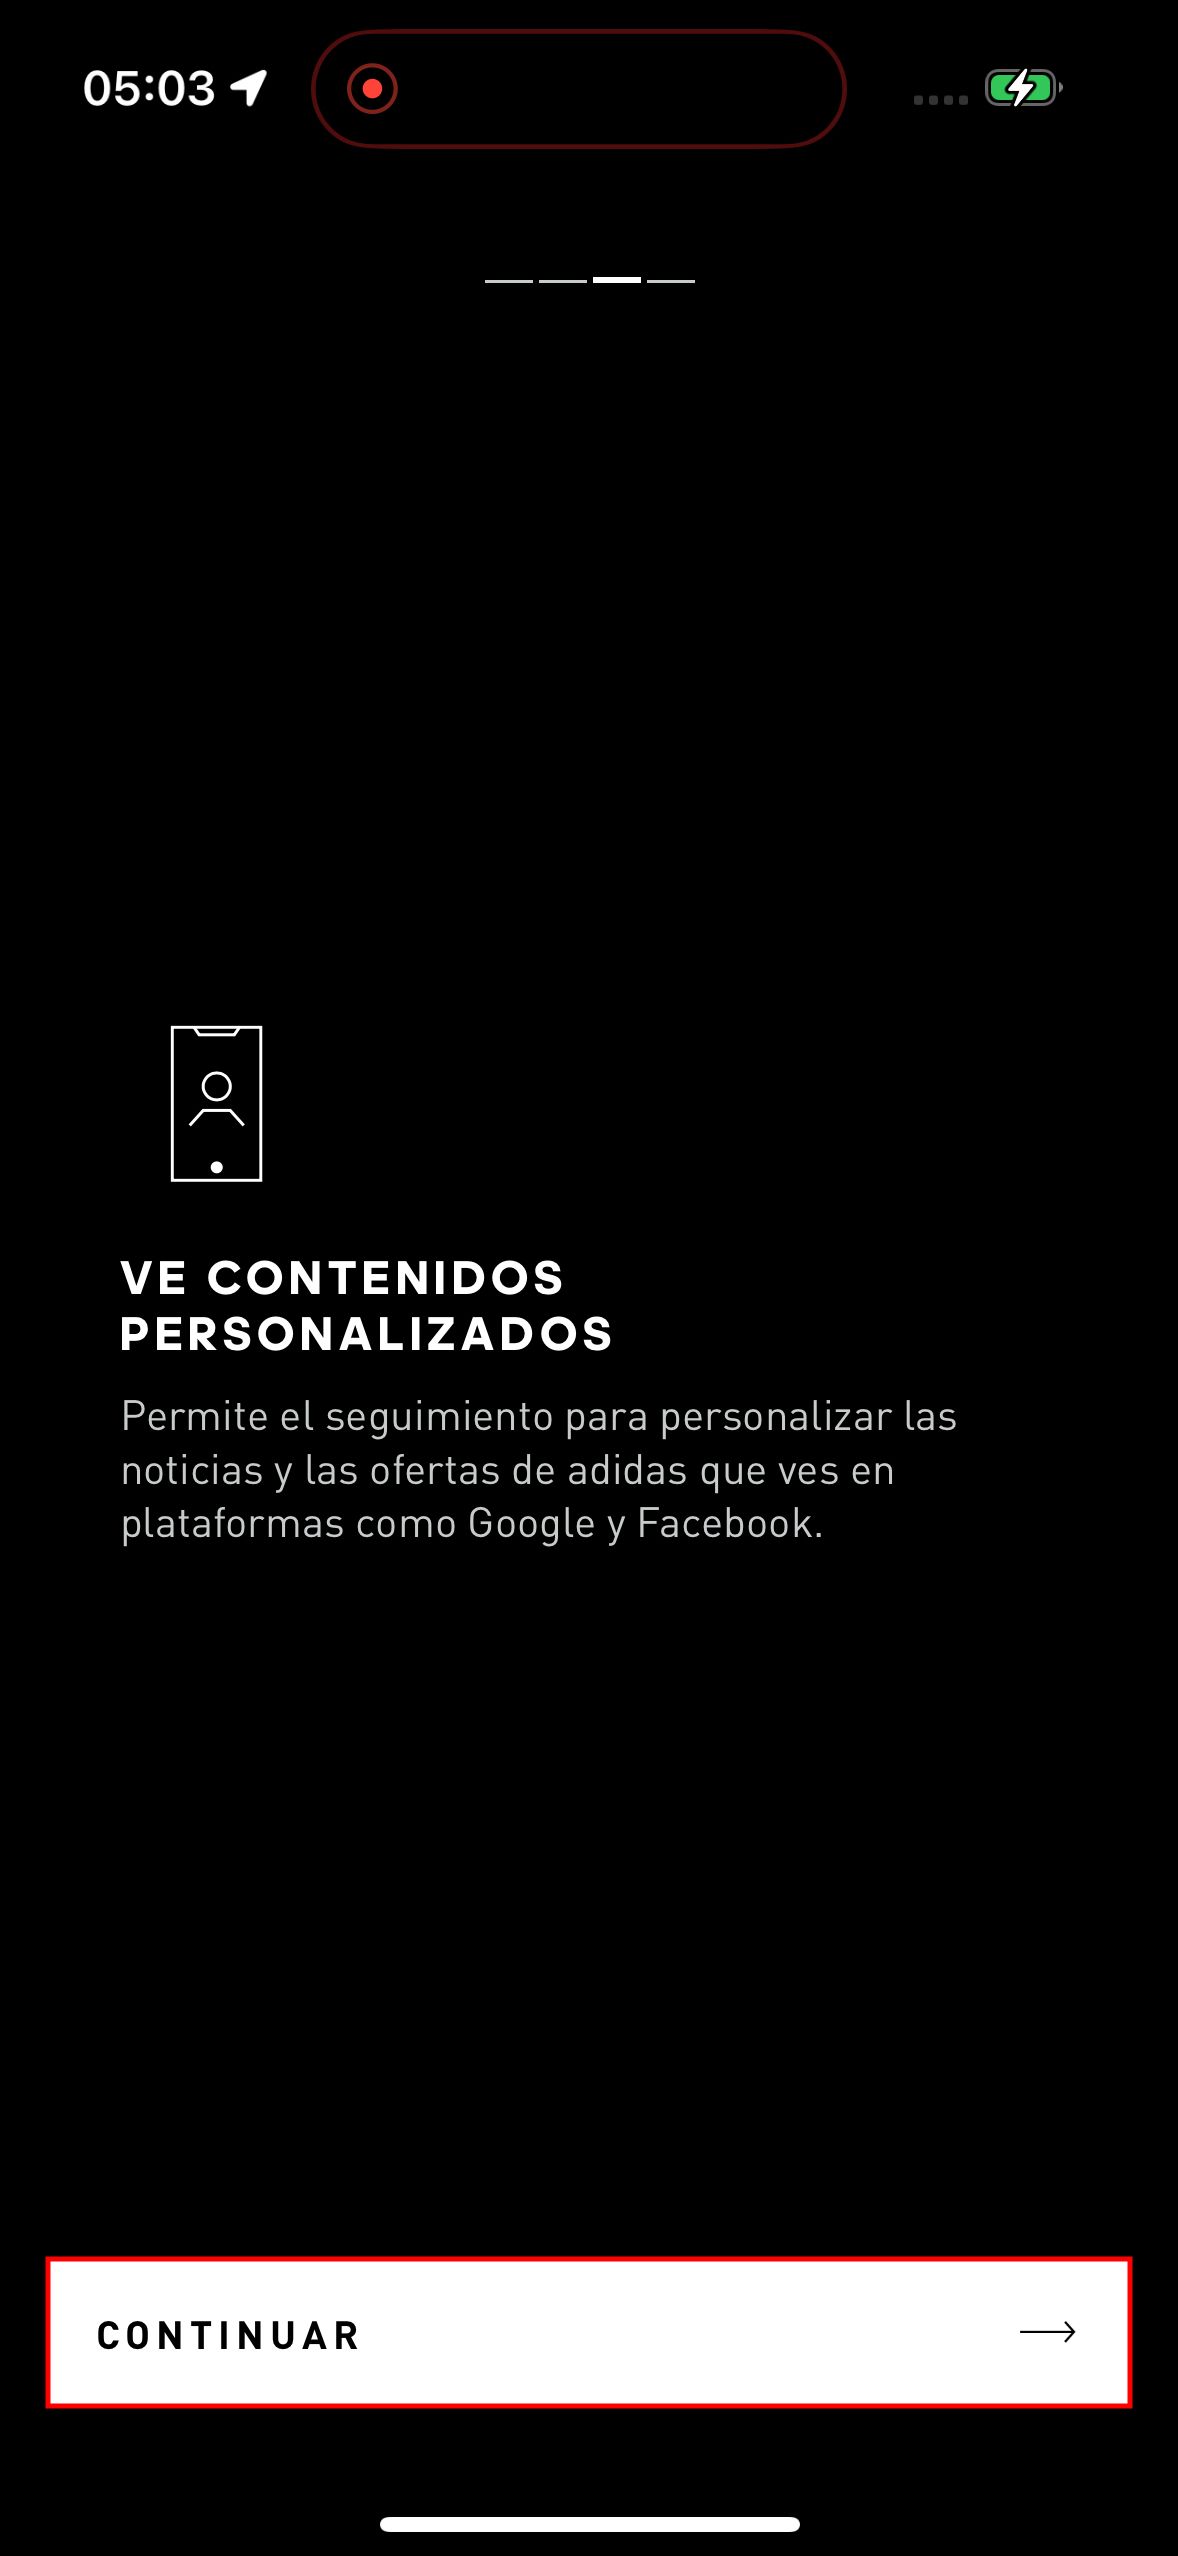 05:03
VE CONTENIDOS
PERSONALIZADOS
Permite el seguimiento para personalizar las
noticias y las ofertas de adidas que ves en
plataformas como Google y Facebook.
CONTINUAR